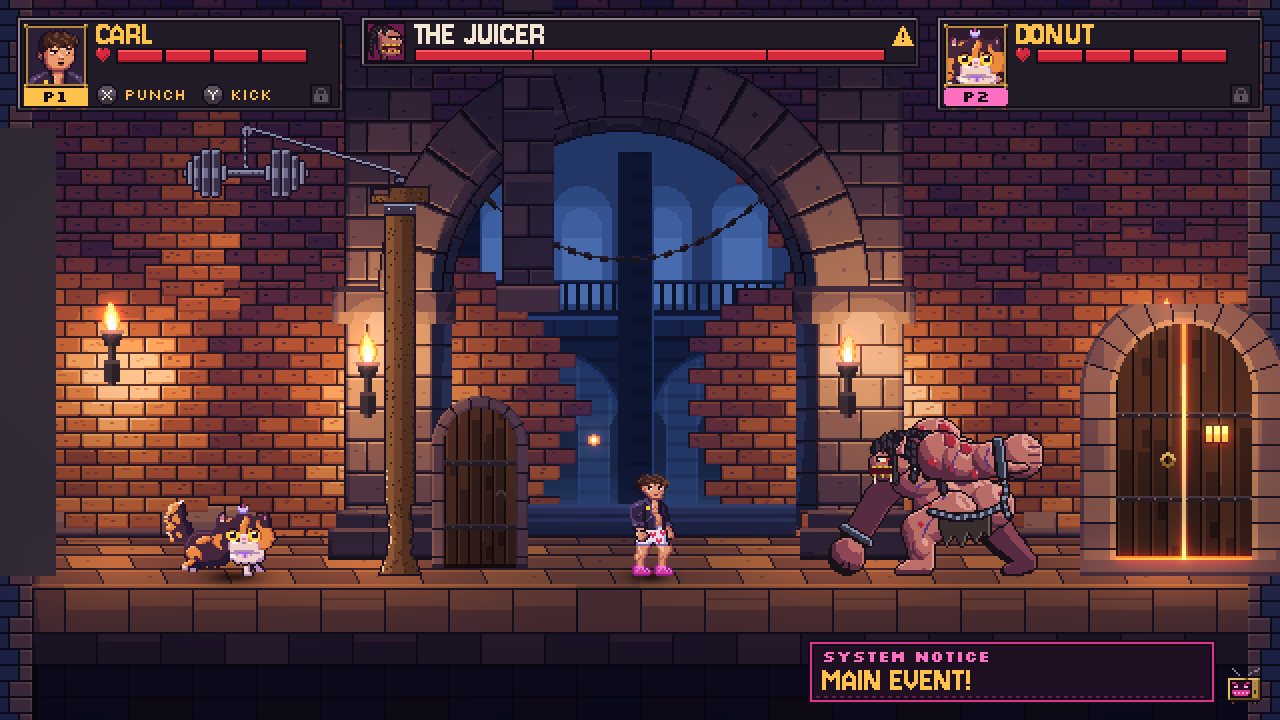 CARL
P1
X PUNCH Y KICK
THE JUICER
DONUT
P2
SYSTEM NOTICE
MAIN EVENT!